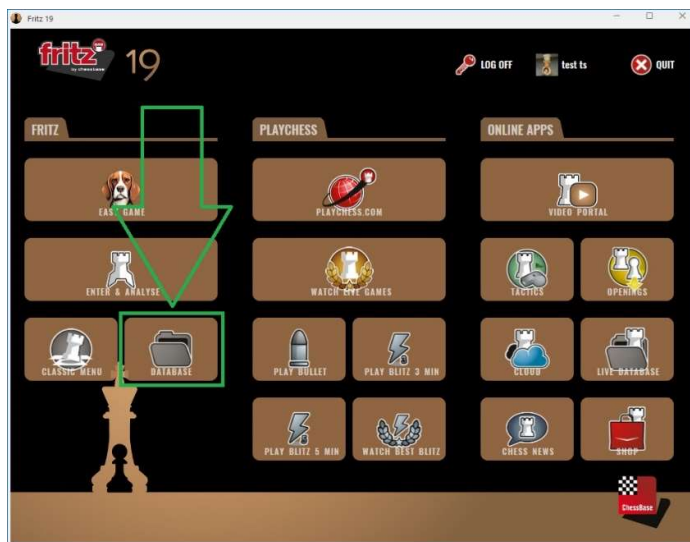 Fritz 19
fritz
by chessbase
19
LOG OFF
test ts
QUIT
FRITZ
PLAYCHESS
ONLINE APPS
EASY GAME
PLAYCHESS.COM
VIDEO PORTAL
ENTER & ANALYSE
WATCH LIVE GAMES
TACTICS
OPENINGS
CLASSIC MENU
DATABASE
PLAY BULLET
PLAY BLITZ 3 MIN
CLOUD
LIVE DATABASE
PLAY BLITZ 5 MIN
WATCH BEST BLITZ
CHESS NEWS
SHOP
ChessBase